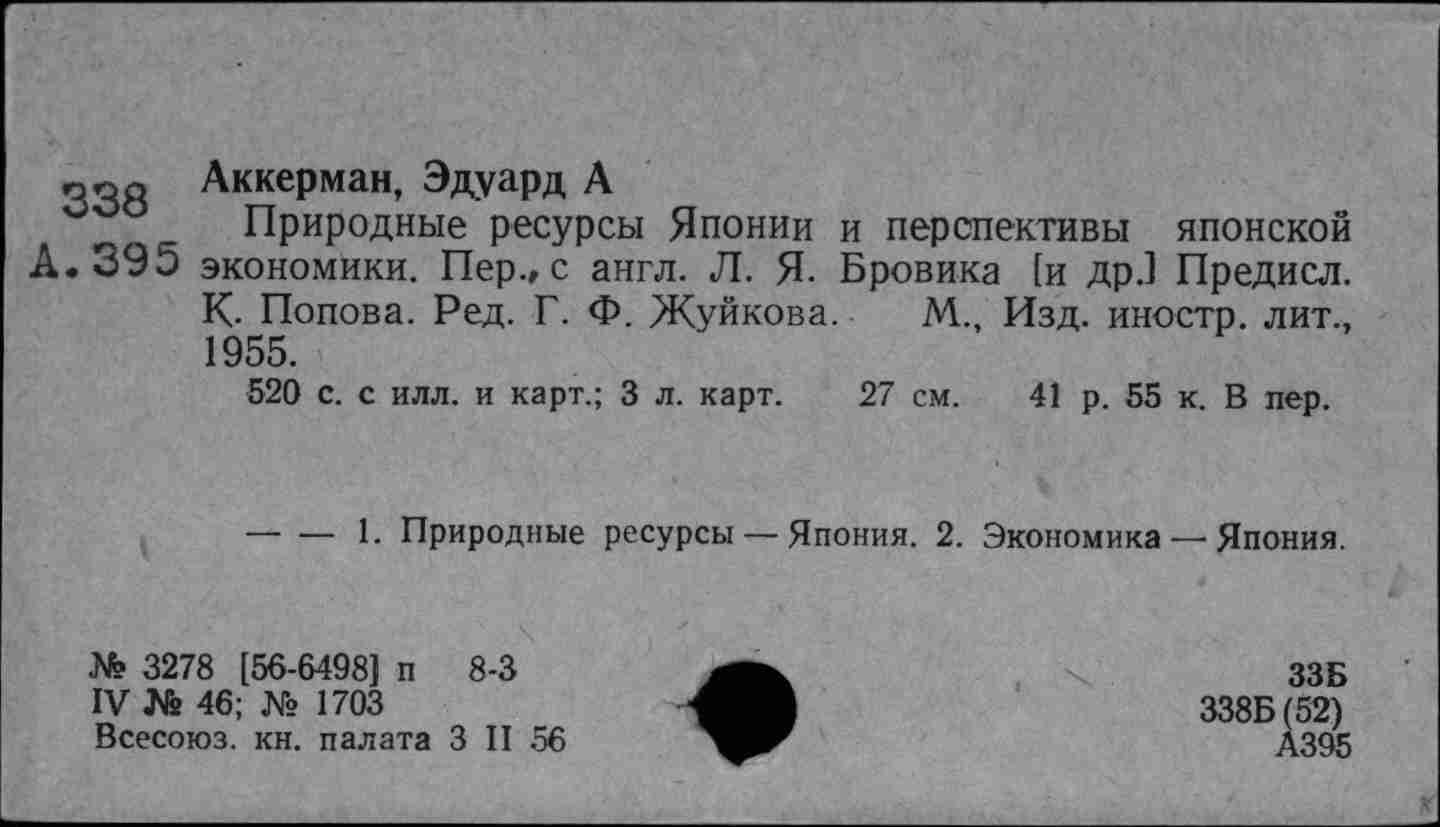 338
А.395
Аккерман, Эдуард А
Природные ресурсы Японии и перспективы японской
экономики. Пер., с англ. Л. Я. Бровика [и др.] Предисл.
К. Попова. Ред. Г. Ф. Жуйкова. М., Изд. иностр. лит.,
1955.
520 с. с илл. и карт.; 3 л. карт. 27 см. 41 р. 55 к. В пер.
— — 1. Природные ресурсы — Япония. 2. Экономика — Япония.
№ 3278 [56-6498] п 8-3
IV № 46; № 1703
Всесоюз. кн. палата 3 II 56
33Б
338Б(52)
А395